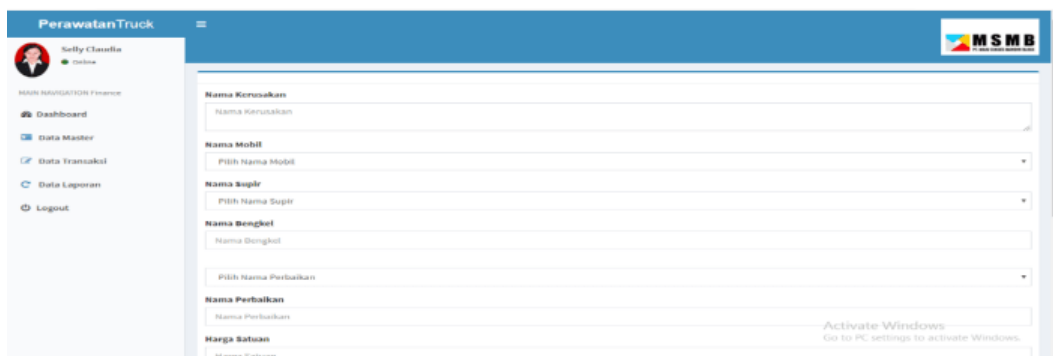 PerawatanTruck
MSMB
Selly Claudia
Online
MAIN NAVIGATION Finance
Dashboard
Data Master
Data Transaksi
Data Laporan
Logout
Nama Kerusakan
Nama Kerusakan
Nama Mobil
Pilih Nama Mobil
Nama Supir
Pilih Nama Supir
Nama Bengkel
Nama Bengkel
Pilih Nama Perbaikan
Nama Perbaikan
Nama Perbaikan
Harga Satuan
Harga Satuan
Activate Windows
Go to PC settings to activate Windows.